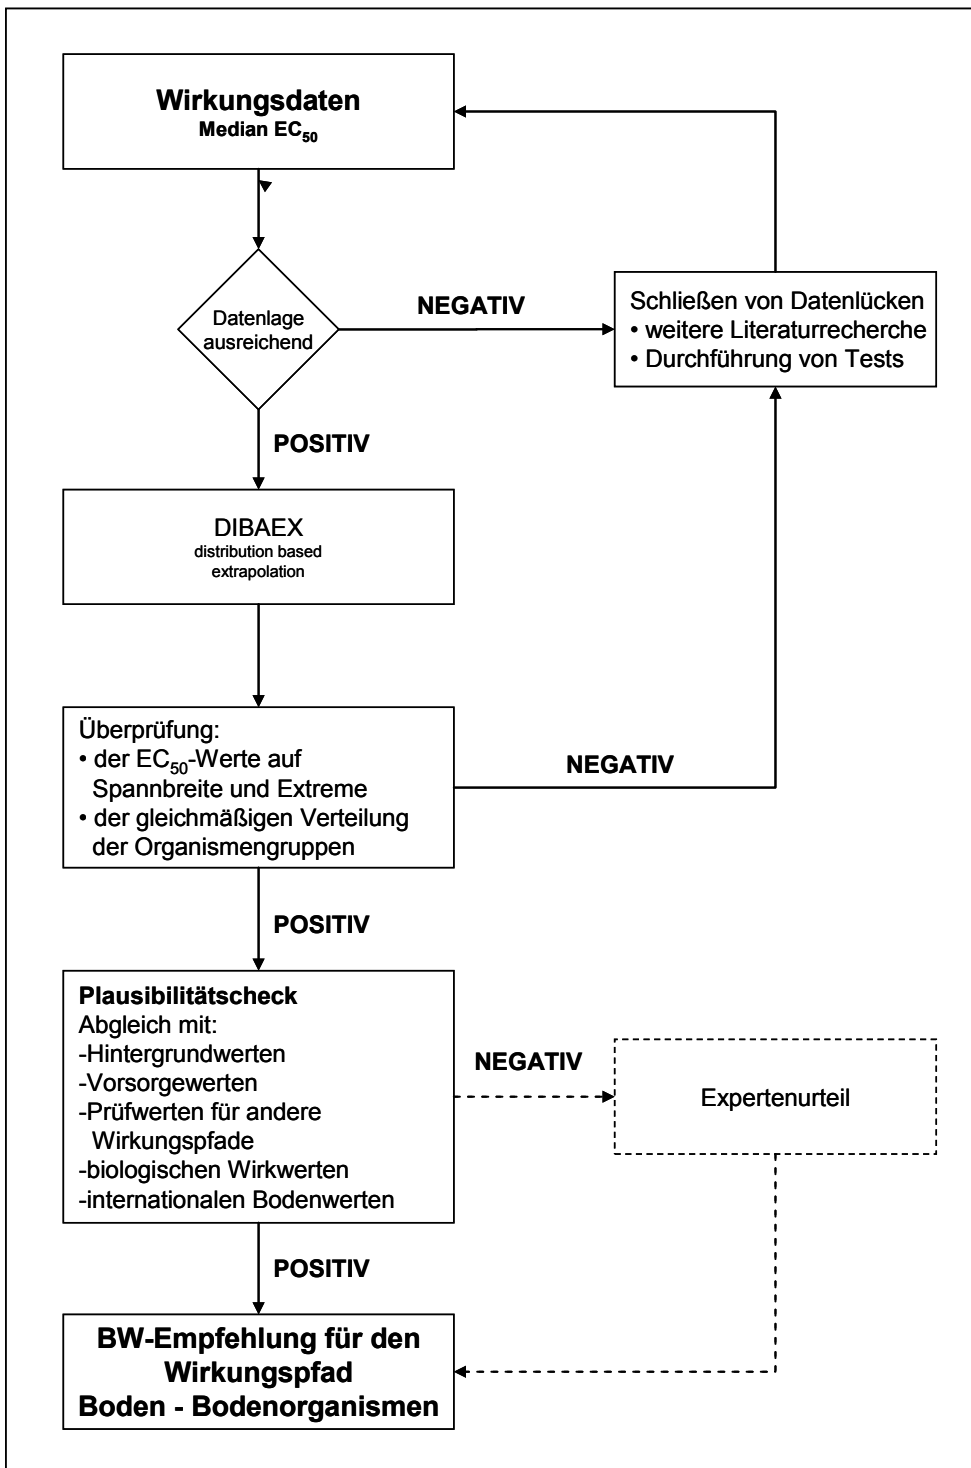 Wirkungsdaten
Median EC50
Datenlage
ausreichend
NEGATIV
Schließen von Datenlücken
• weitere Literaturrecherche
• Durchführung von Tests
POSITIV
DIBAEX
distribution based
extrapolation
Überprüfung:
• der EC50-Werte auf
Spannbreite und Extreme
• der gleichmäßigen Verteilung
der Organismengruppen
NEGATIV
POSITIV
Plausibilitätscheck
Abgleich mit:
-Hintergrundwerten
-Vorsorgewerten
-Prüfwerten für andere
Wirkungspfade
-biologischen Wirkwerten
-internationalen Bodenwerten
NEGATIV
Expertenurteil
POSITIV
BW-Empfehlung für den
Wirkungspfad
Boden - Bodenorganismen